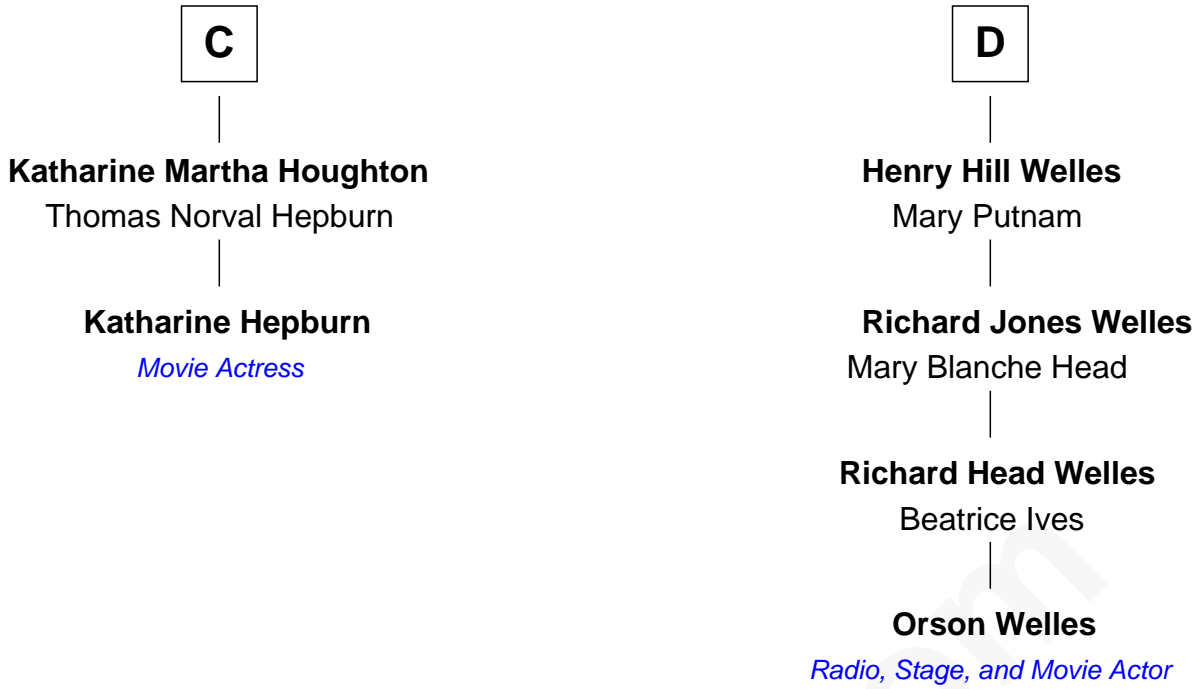 C
Katharine Martha Houghton
Thomas Norval Hepburn
Katharine Hepburn
Movie Actress
D
Henry Hill Welles
Mary Putnam
Richard Jones Welles
Mary Blanche Head
Richard Head Welles
Beatrice Ives
Orson Welles
Radio, Stage, and Movie Actor